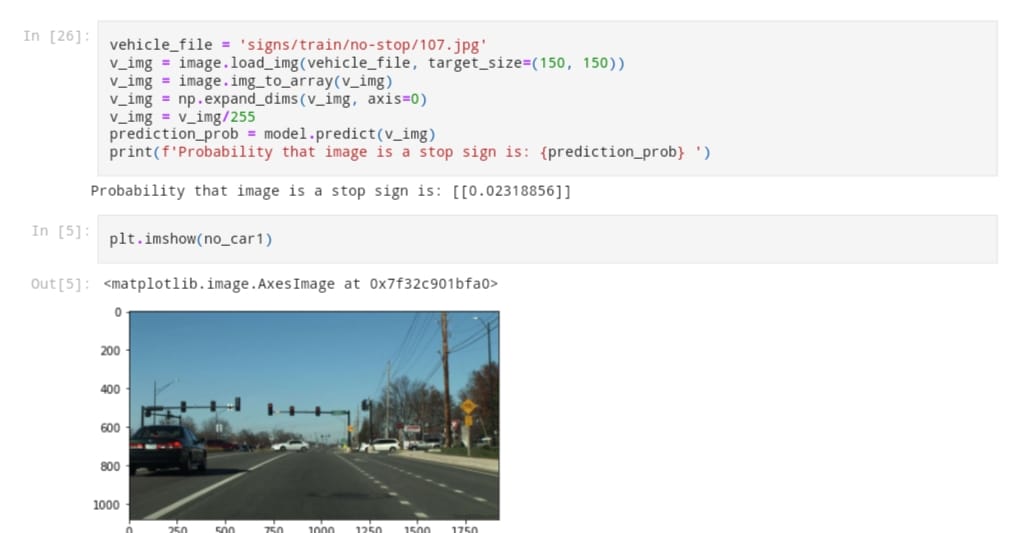 In [26]:
vehicle_file = 'signs/train/no-stop/107.jpg'
v_img = image.load_img(vehicle_file, target_size=(150, 150))
v_img = image.img_to_array(v_img)
v_img = np.expand_dims(v_img, axis=0)
v_img = v_img/255
prediction_prob = model.predict(v_img)
print(f'Probability that image is a stop sign is: {prediction_prob} ')
Probability that image is a stop sign is: [[0.02318856]]
In [5]:
plt.imshow(no_car1)
Out[5]:
<matplotlib.image.AxesImage at 0x7f32c901bfa0>
0
200
400
600
800
1000
0 250 500 750 1000 1250 1500 1750